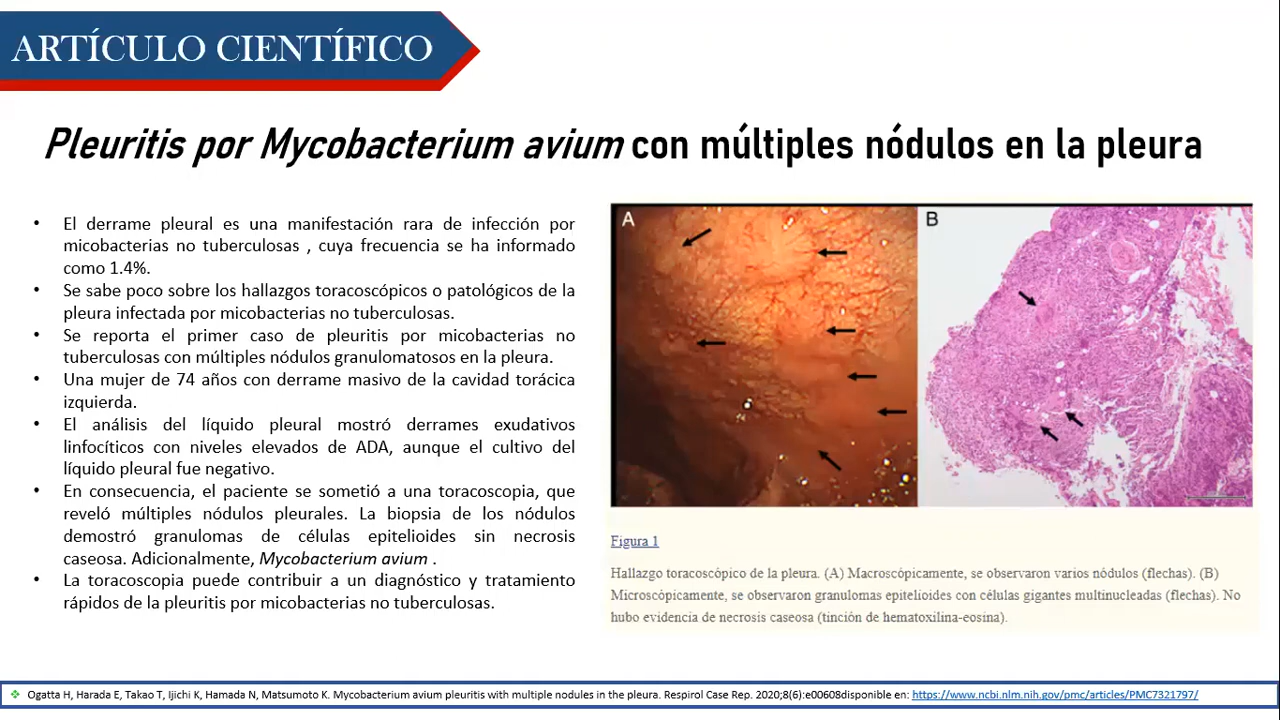 ARTÍCULO CIENTÍFICO
Pleuritis por Mycobacterium avium con múltiples nódulos en la pleura
• El derrame pleural es una manifestación rara de infección por
micobacterias no tuberculosas , cuya frecuencia se ha informado
como 1.4%.
• Se sabe poco sobre los hallazgos toracoscópicos o patológicos de la
pleura infectada por micobacterias no tuberculosas.
• Se reporta el primer caso de pleuritis por micobacterias no
tuberculosas con múltiples nódulos granulomatosos en la pleura.
• Una mujer de 74 años con derrame masivo de la cavidad torácica
izquierda.
• El análisis del líquido pleural mostró derrames exudativos
linfocíticos con niveles elevados de ADA, aunque el cultivo del
líquido pleural fue negativo.
• En consecuencia, el paciente se sometió a una toracoscopia, que
reveló múltiples nódulos pleurales. La biopsia de los nódulos
demostró granulomas de células epitelioides sin necrosis
caseosa. Adicionalmente, Mycobacterium avium .
• La toracoscopia puede contribuir a un diagnóstico y tratamiento
rápidos de la pleuritis por micobacterias no tuberculosas.
A
B
Figura 1
Hallazgo toracoscópico de la pleura. (A) Macroscópicamente, se observaron varios nódulos (flechas). (B)
Microscópicamente, se observaron granulomas epitelioides con células gigantes multinucleadas (flechas). No
hubo evidencia de necrosis caseosa (tinción de hematoxilina-eosina).
❖ Ogatta H, Harada E, Takao T, Ijichi K, Hamada N, Matsumoto K. Mycobacterium avium pleuritis with multiple nodules in the pleura. Respirol Case Rep. 2020;8(6):e00608disponible en: https://www.ncbi.nlm.nih.gov/pmc/articles/PMC7321797/